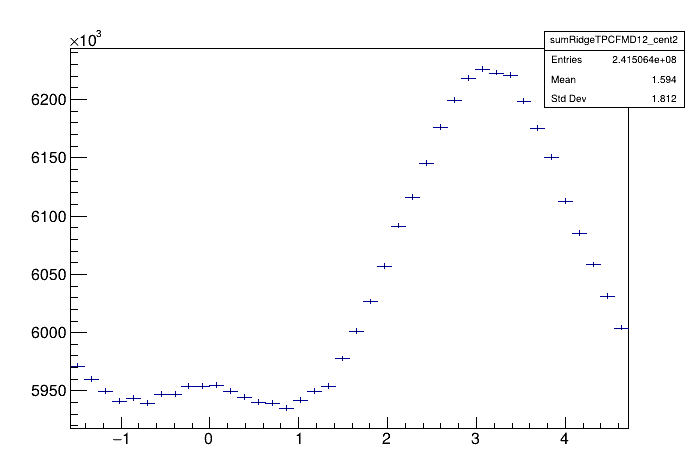 ×10³
sumRidgeTPCFMD12_cent2
Entries 2.415064e+08
Mean 1.594
Std Dev 1.812
6200
6150
6100
6050
6000
5950
−1 0 1 2 3 4